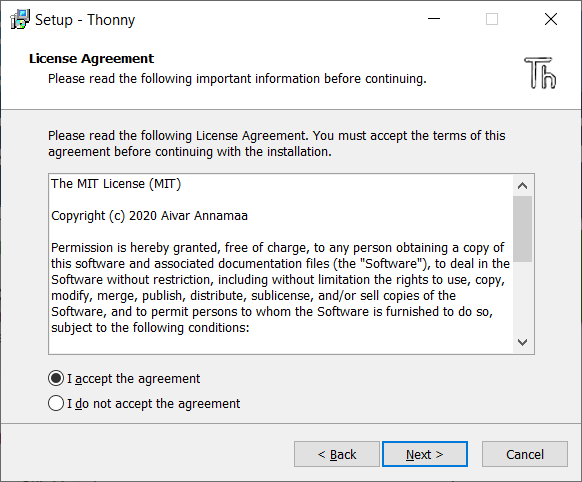 Setup - Thonny
License Agreement
Please read the following important information before continuing.
Th
Please read the following License Agreement. You must accept the terms of this
agreement before continuing with the installation.
The MIT License (MIT)
Copyright (c) 2020 Aivar Annamaa
Permission is hereby granted, free of charge, to any person obtaining a copy of
this software and associated documentation files (the "Software"), to deal in the
Software without restriction, including without limitation the rights to use, copy,
modify, merge, publish, distribute, sublicense, and/or sell copies of the
Software, and to permit persons to whom the Software is furnished to do so,
subject to the following conditions:
I accept the agreement
I do not accept the agreement
< Back
Next >
Cancel